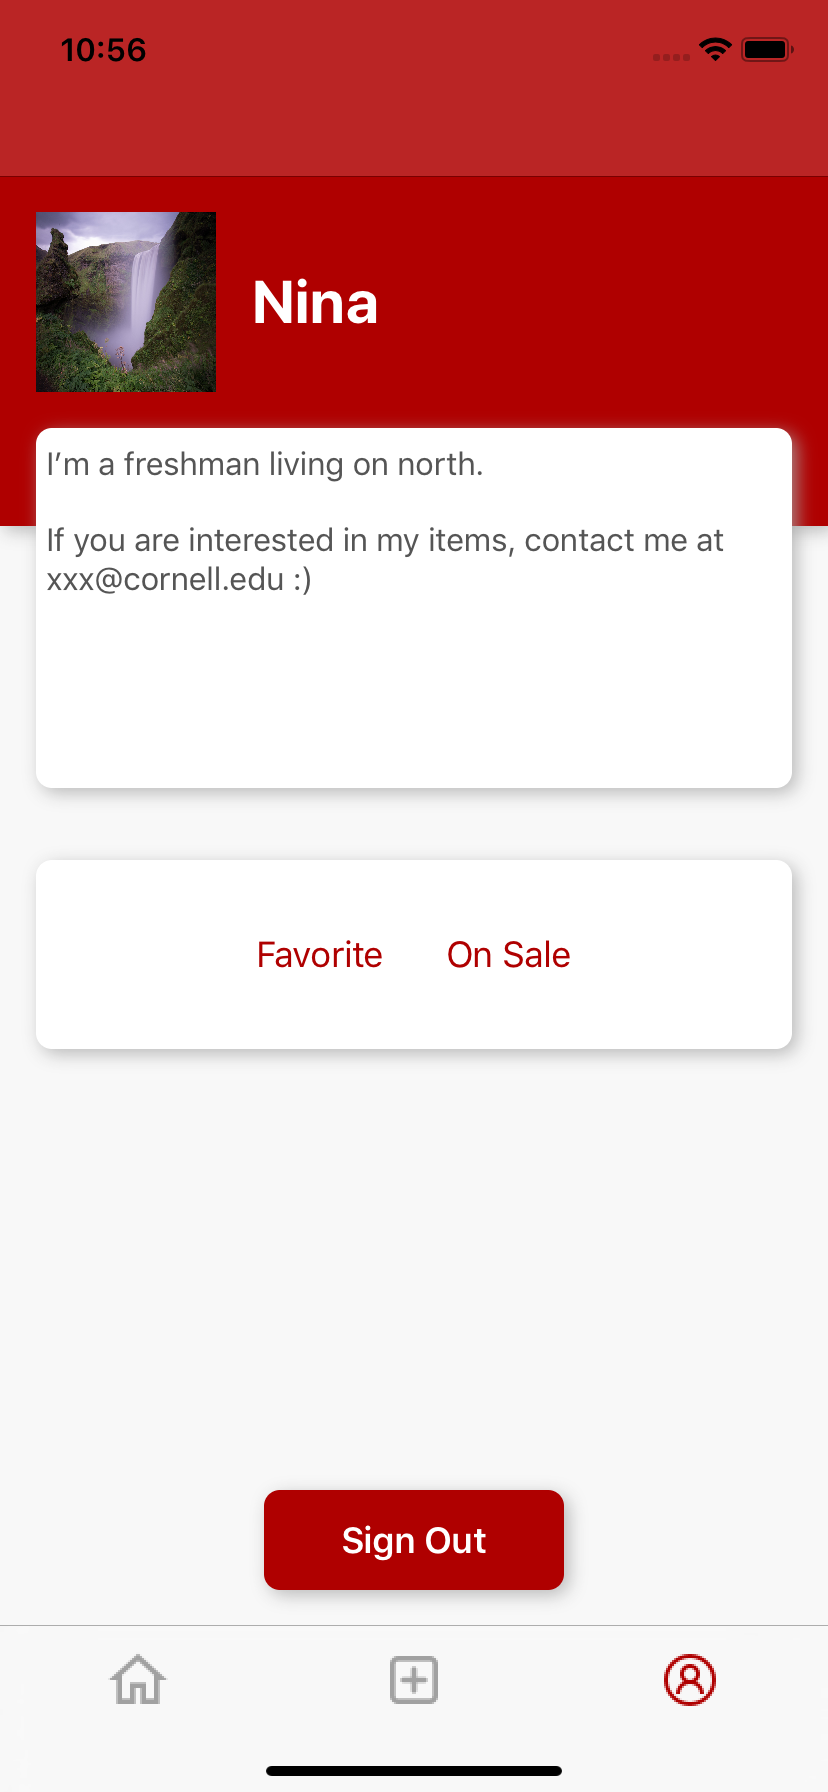 10:56
Nina
I’m a freshman living on north.
If you are interested in my items, contact me at
xxx@cornell.edu :)
Favorite On Sale
Sign Out